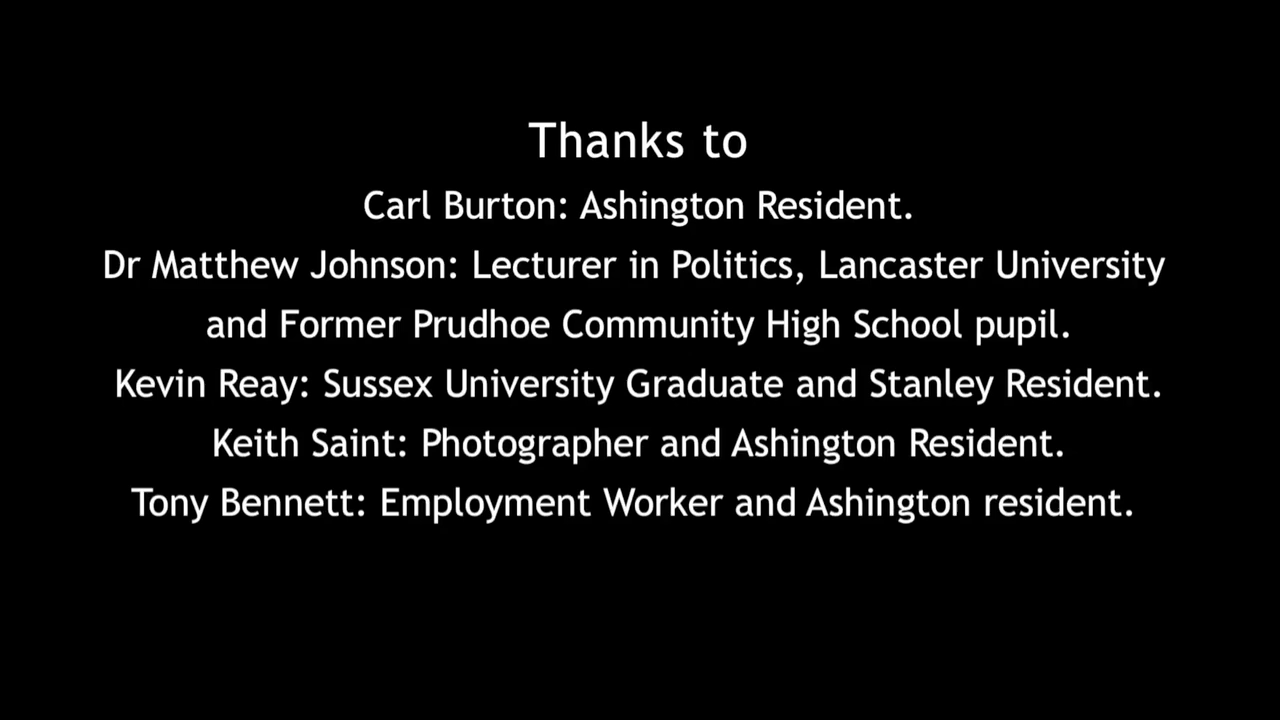 Thanks to
Carl Burton: Ashington Resident.
Dr Matthew Johnson: Lecturer in Politics, Lancaster University
and Former Prudhoe Community High School pupil.
Kevin Reay: Sussex University Graduate and Stanley Resident.
Keith Saint: Photographer and Ashington Resident.
Tony Bennett: Employment Worker and Ashington resident.